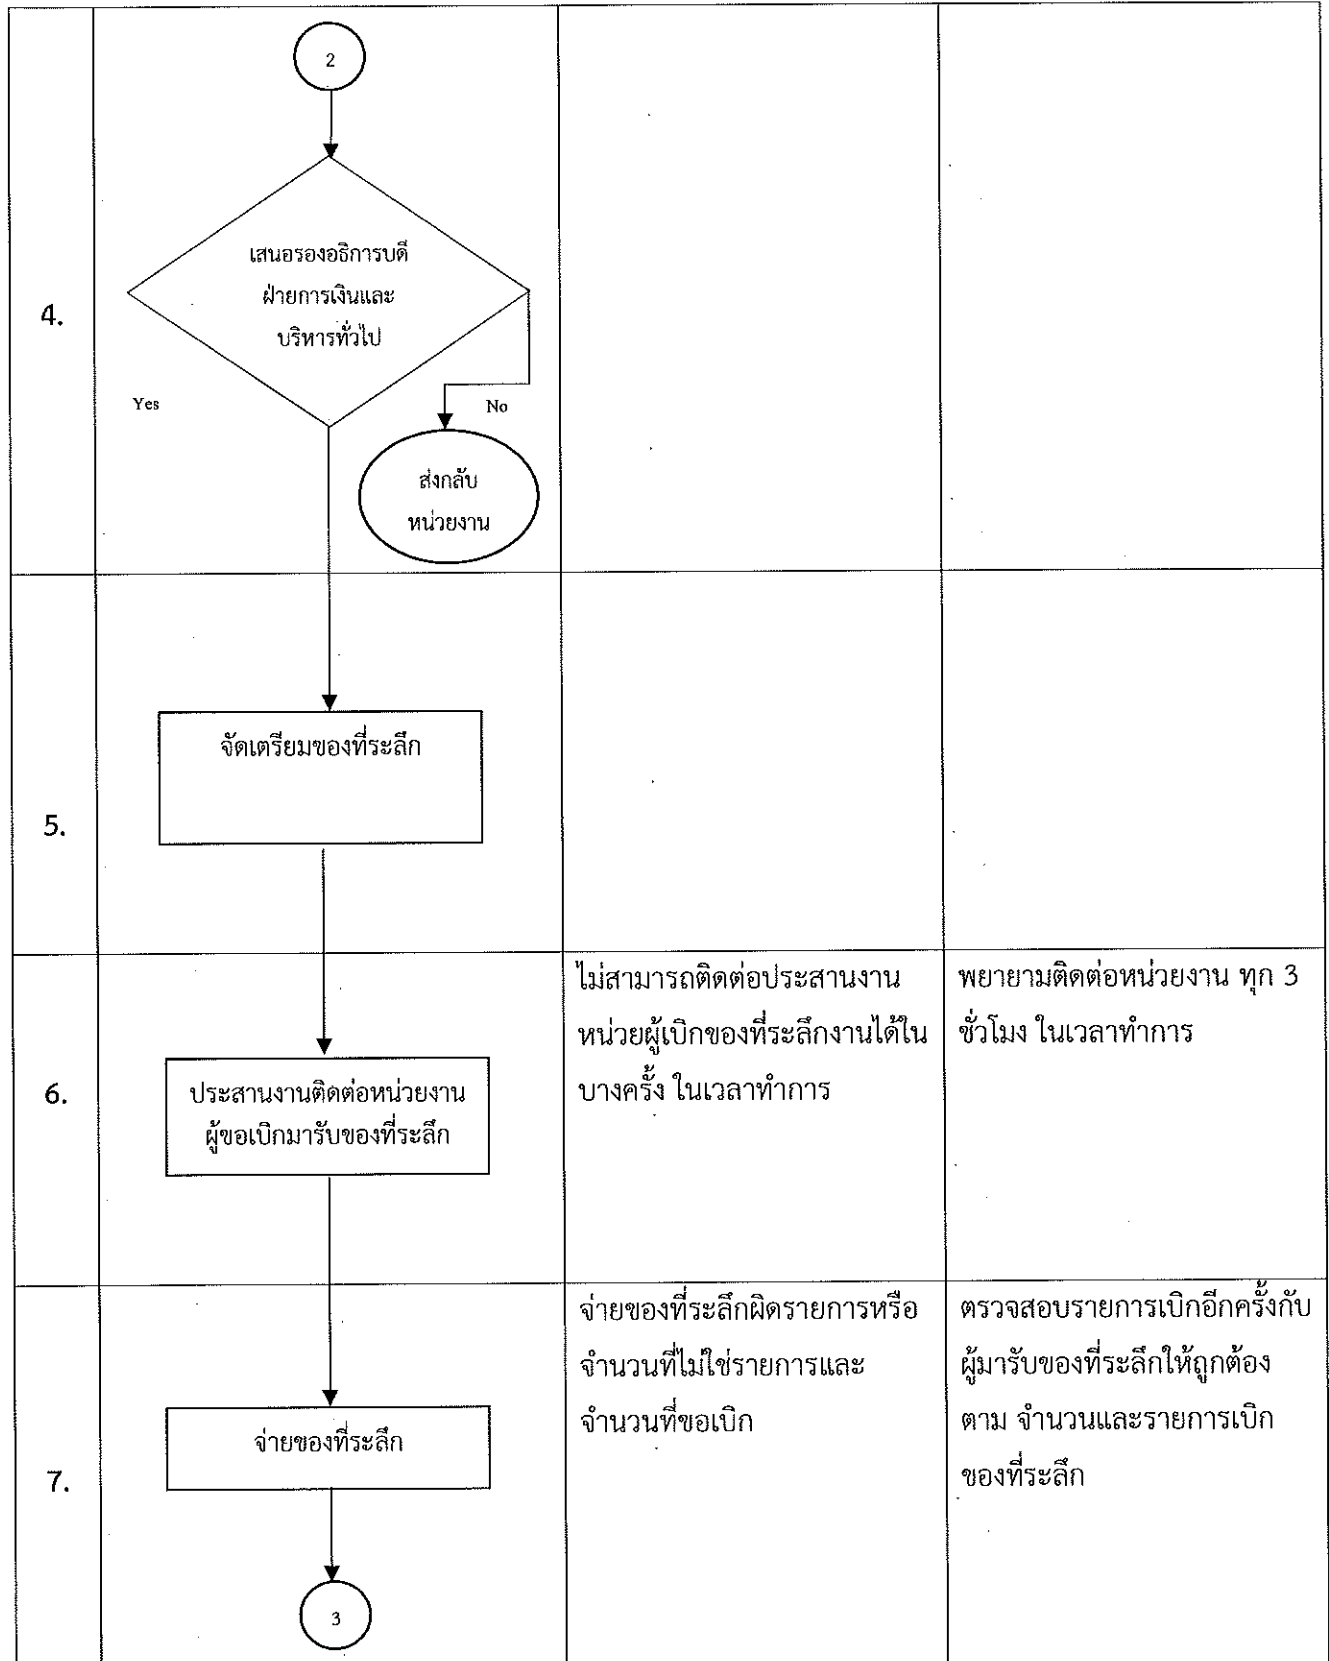 2
4.
เสนอรองอธิการบดี
ฝ่ายการเงินและ
บริหารทั่วไป
Yes
No
ส่งกลับ
หน่วยงาน
5.
จัดเตรียมของที่ระลึก
6.
ประสานงานติดต่อหน่วยงาน
ผู้ขอเบิกมารับของที่ระลึก
ไม่สามารถติดต่อประสานงาน
หน่วยผู้เบิกของที่ระลึกงานได้ใน
บางครั้ง ในเวลาทำการ
พยายามติดต่อหน่วยงาน ทุก 3
ชั่วโมง ในเวลาทำการ
7.
จ่ายของที่ระลึก
จ่ายของที่ระลึกผิดรายการหรือ
จำนวนที่ไม่ใช่รายการและ
จำนวนที่ขอเบิก
ตรวจสอบรายการเบิกอีกครั้งกับ
ผู้มารับของที่ระลึกให้ถูกต้อง
ตาม จำนวนและรายการเบิก
ของที่ระลึก
3